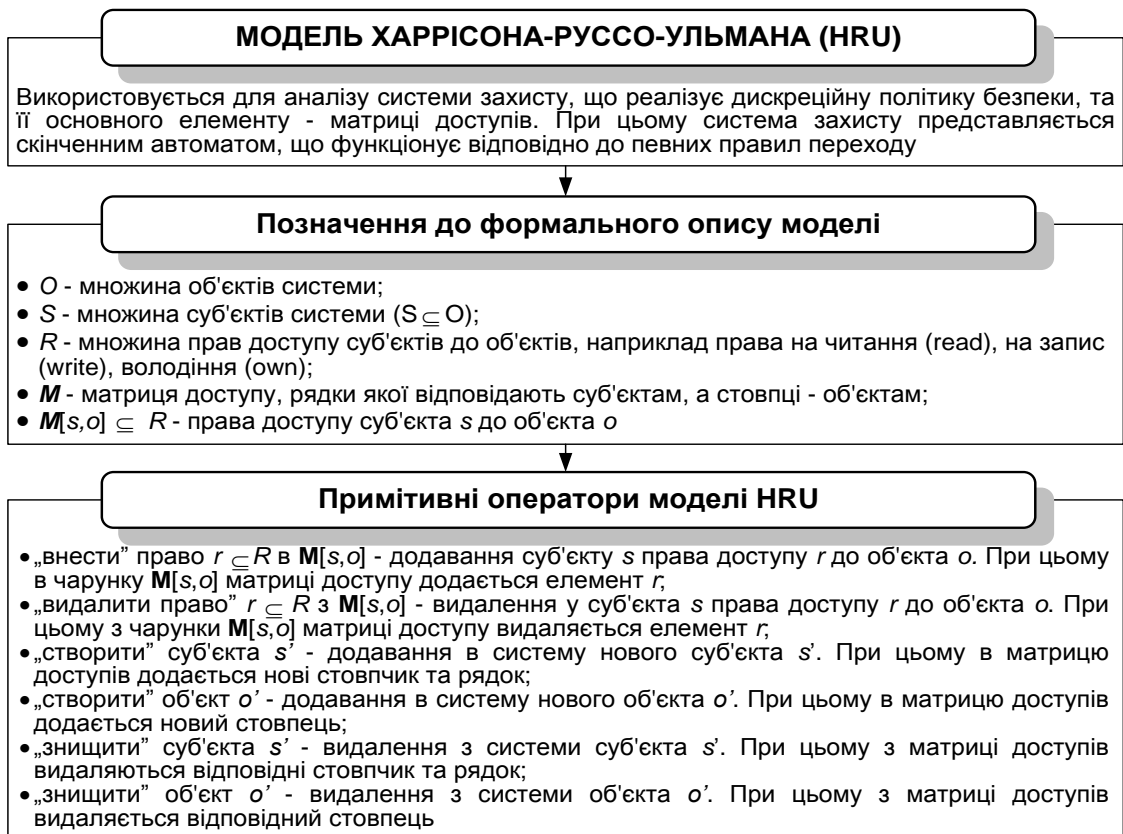 МОДЕЛЬ ХАРРІСОНА-РУССО-УЛЬМАНА (HRU)
Використовується для аналізу системи захисту, що реалізує дискреційну політику безпеки, та
її основного елементу - матриці доступів. При цьому система захисту представляється
скінченним автоматом, що функціонує відповідно до певних правил переходу
Позначення до формального опису моделі
• O - множина об'єктів системи;
• S - множина суб'єктів системи (S ⊆ O);
• R - множина прав доступу суб'єктів до об'єктів, наприклад права на читання (read), на запис
(write), володіння (own);
• M - матриця доступу, рядки якої відповідають суб'єктам, а стовпці - об'єктам;
• M[s,o] ⊆ R - права доступу суб'єкта s до об'єкта o
Примітивні оператори моделі HRU
• „внести” право r ⊆ R в M[s,o] - додавання суб'єкту s права доступу r до об'єкта o. При цьому
в чарунку M[s,o] матриці доступу додається елемент r;
• „видалити право” r ⊆ R з M[s,o] - видалення у суб'єкта s права доступу r до об'єкта o. При
цьому з чарунки M[s,o] матриці доступу видаляється елемент r;
• „створити” суб'єкта s’ - додавання в систему нового суб'єкта s’. При цьому в матрицю
доступів додається нові стовпчик та рядок;
• „створити” об'єкт o’ - додавання в систему нового об'єкта o’. При цьому в матрицю доступів
додається новий стовпець;
• „знищити” суб'єкта s’ - видалення з системи суб'єкта s’. При цьому з матриці доступів
видаляються відповідні стовпчик та рядок;
• „знищити” об'єкт o’ - видалення з системи об'єкта o’. При цьому з матриці доступів
видаляється відповідний стовпець